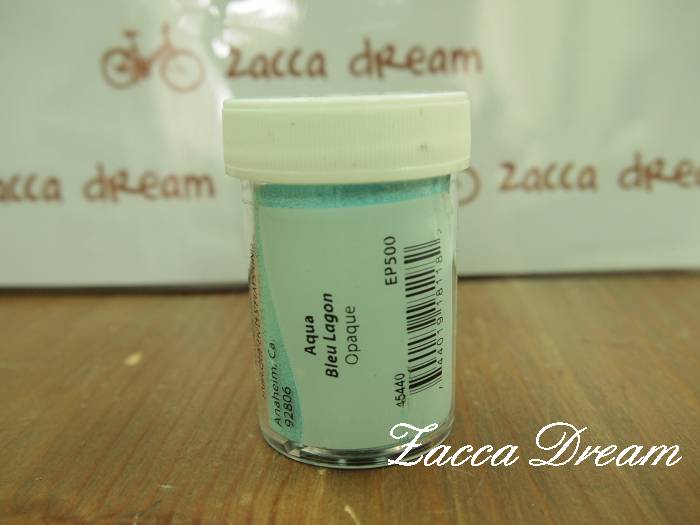 zacca dream
zacca dream
zacca dream
Aqua
Bleu Lagon
Opaque
EP500
45440
Anaheim, Ca.
92806
Zacca Dream